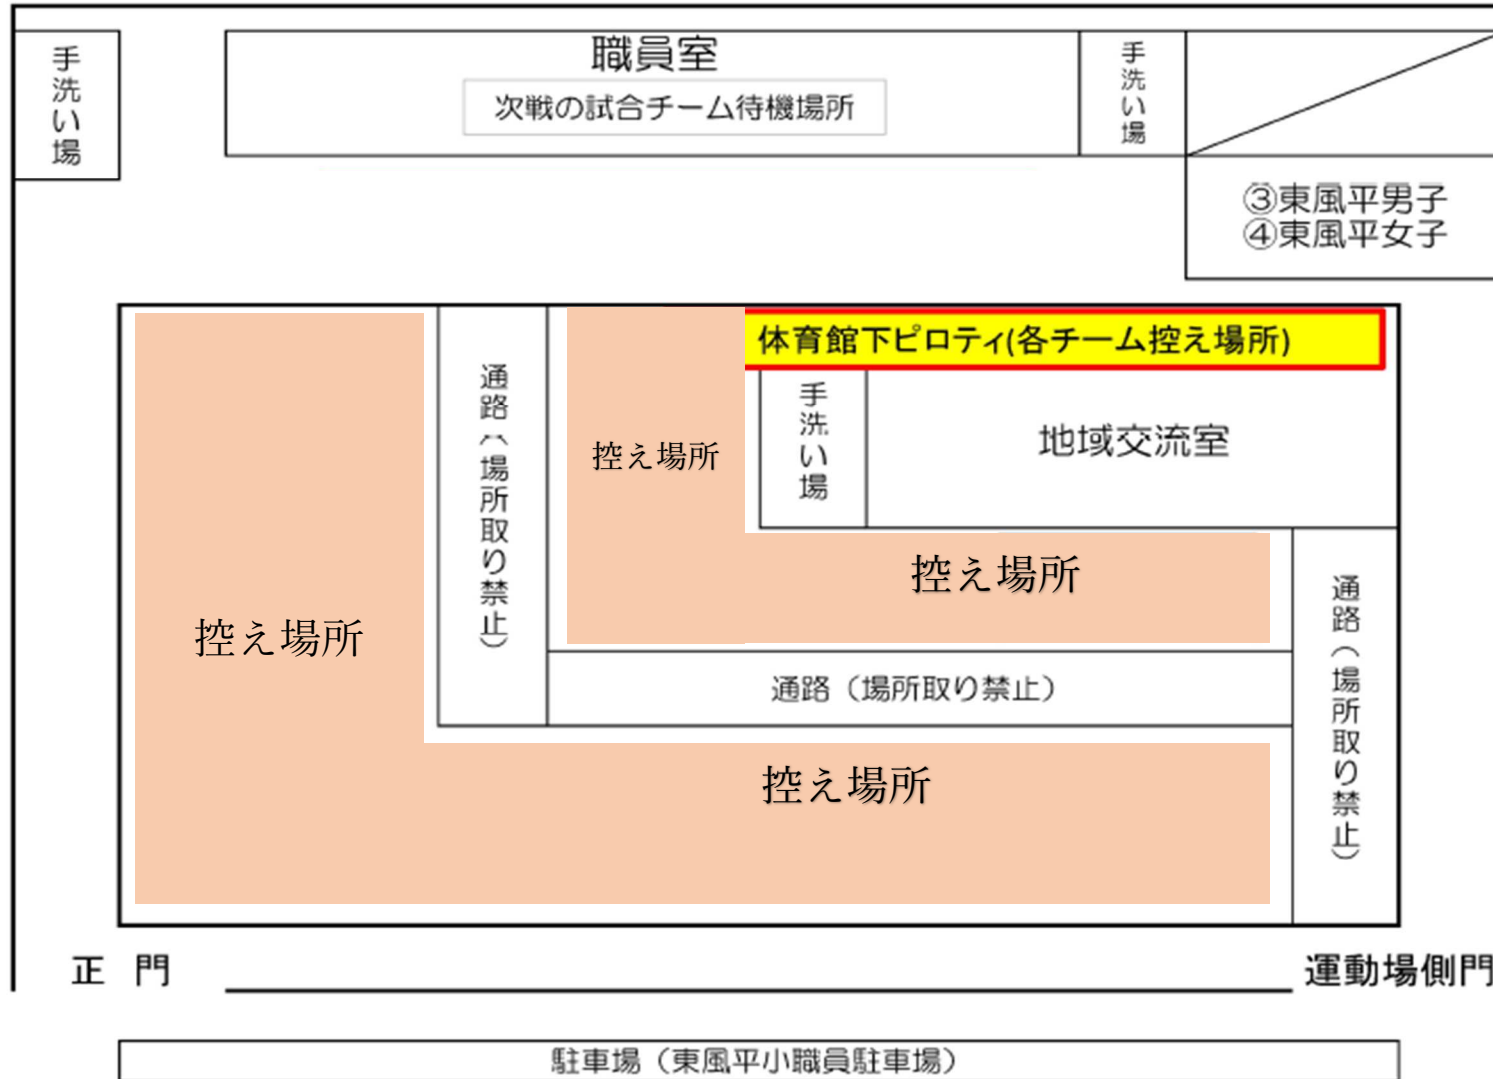 手洗い場
職員室
次戦の試合チーム待機場所
手洗い場
③東風平男子
④東風平女子
体育館下ピロティ(各チーム控え場所)
通路(場所取り禁止)
控え場所
手洗い場
地域交流室
控え場所
控え場所
通路(場所取り禁止)
通路(場所取り禁止)
控え場所
正 門
運動場側門
駐車場(東風平小職員駐車場)